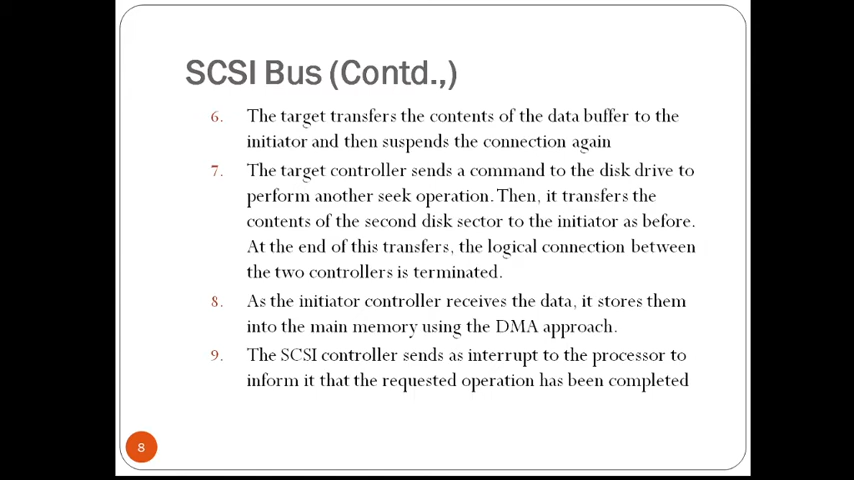 SCSI Bus (Contd.,)
6. The target transfers the contents of the data buffer to the
initiator and then suspends the connection again
7. The target controller sends a command to the disk drive to
perform another seek operation. Then, it transfers the
contents of the second disk sector to the initiator as before.
At the end of this transfers, the logical connection between
the two controllers is terminated.
8. As the initiator controller receives the data, it stores them
into the main memory using the DMA approach.
9. The SCSI controller sends as interrupt to the processor to
inform it that the requested operation has been completed
8